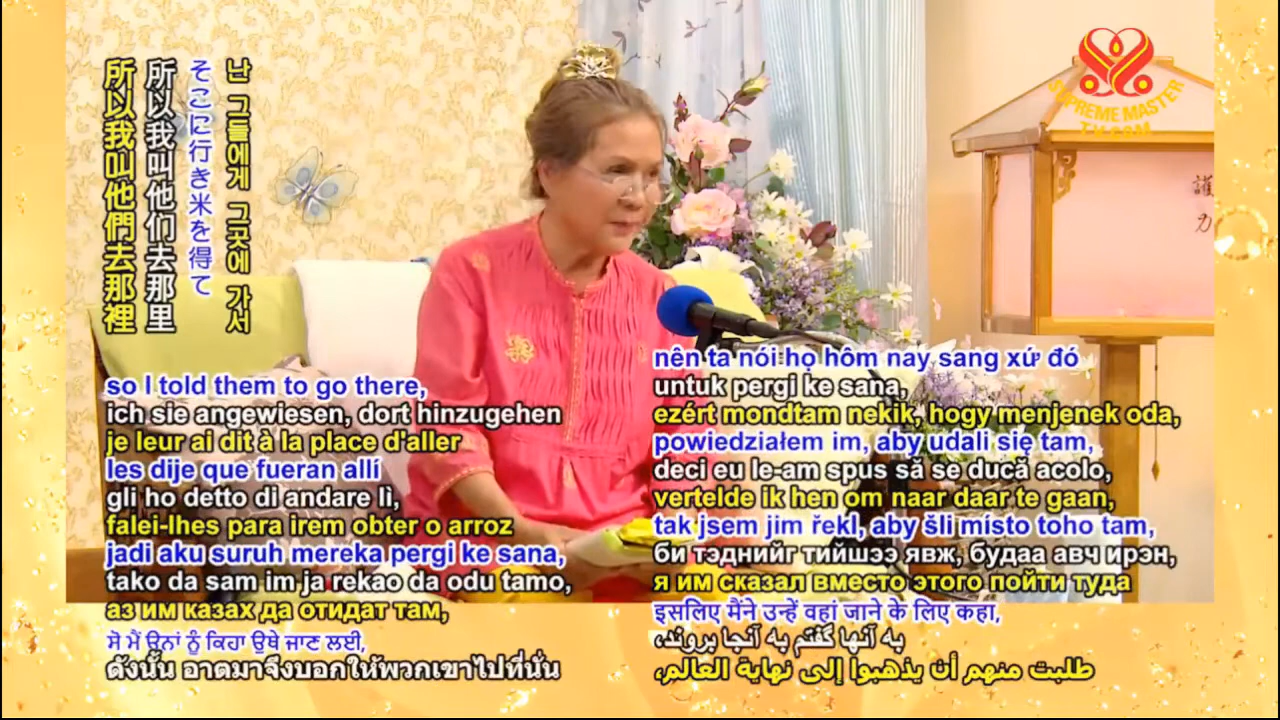 난 그들에게 그곳에 가서
そこに行き米を得て
所以我叫他们去那里
所以我叫他們去那裡
so I told them to go there,
ich sie angewiesen, dort hinzugehen
je leur ai dit à la place d'aller
les dije que fueran allí
gli ho detto di andare lì,
falei-lhes para irem obter o arroz
jadi aku suruh mereka pergi ke sana,
tako da sam im ja rekao da odu tamo,
аз им казах да отидат там,
ਸੋ ਮੈਂ ਉਨਾਂ ਨੂੰ ਕਿਹਾ ਉਥੇ ਜਾਣ ਲਈ,
ดังนั้น อาตมาจึงบอกให้พวกเขาไปที่นั่น
nên ta nói họ hôm nay sang xứ đó
untuk pergi ke sana,
ezért mondtam nekik, hogy menjenek oda,
powiedziałem im, aby udali się tam,
deci eu le-am spus să se ducă acolo,
vertelde ik hen om naar daar te gaan,
tak jsem jim řekl, aby šli místo toho tam,
би тэднийг тийшээ явж, будаа авч ирэн,
я им сказал вместо этого пойти туда
इसलिए मैंने उन्हें वहां जाने के लिए कहा,
به آنها گفتم به آنجا بروند،
طلبت منهم أن يذهبوا إلى نهاية العالم،
SUPREME MASTER
TV.COM
護
力